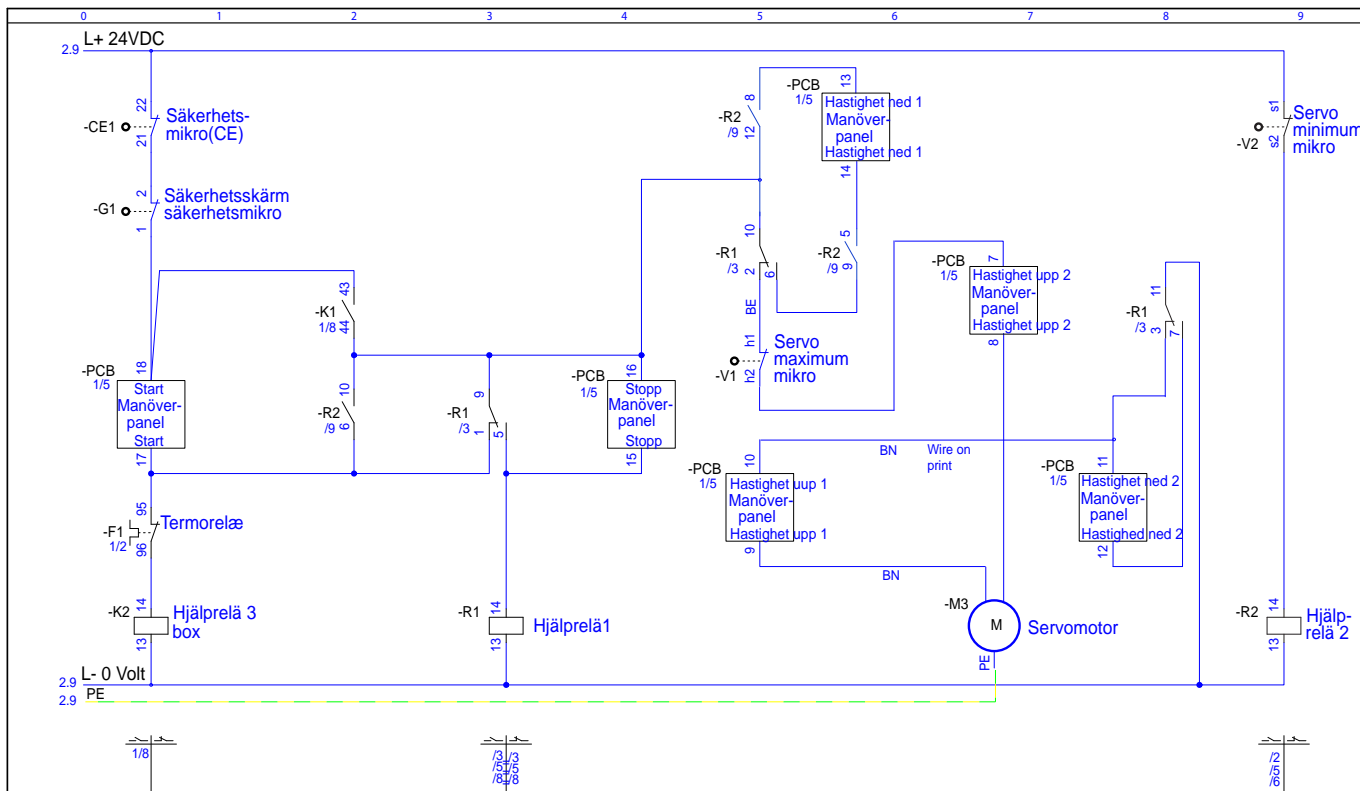 0 1 2 3 4 5 6 7 8 9
L+ 24VDC
2.9
22
-CE1
21
Säkerhets-
mikro(CE)
2
-G1
1
Säkerhetsskärm
säkerhetsmikro
43
-K1
1/8
44
18
-PCB
1/5
Start
Manöver-
panel
Start
17
10
-R2
/9
6
9
-R1
/3
1
5
16
-PCB
1/5
Stopp
Manöver-
panel
Stopp
15
95
-F1
1/2
96
Termorelæ
14
-K2
13
Hjälprelä 3
box
14
-R1
13
Hjälprelä1
8
-R2
/9
12
13
-PCB
1/5
Hastighet ned 1
Manöver-
panel
Hastighet ned 1
14
10
-R1
/3
2
6
5
-R2
/9
9
BE
h1
-V1
h2
Servo
maximum
mikro
7
-PCB
1/5
Hastighet upp 2
Manöver-
panel
Hastighet upp 2
8
11
-R1
/3
3
7
BN
Wire on
print
10
-PCB
1/5
Hastighet uup 1
Manöver-
panel
Hastighet upp 1
9
BN
11
-PCB
1/5
Hastighet ned 2
Manöver-
panel
Hastighed ned 2
12
-M3
M
Servomotor
PE
s1
-V2
s2
Servo
minimum
mikro
14
-R2
13
Hjälp-
relä 2
L- 0 Volt
2.9
PE
2.9
1/8
/3 /3
/5 /5
/8 /8
/2
/5
/6